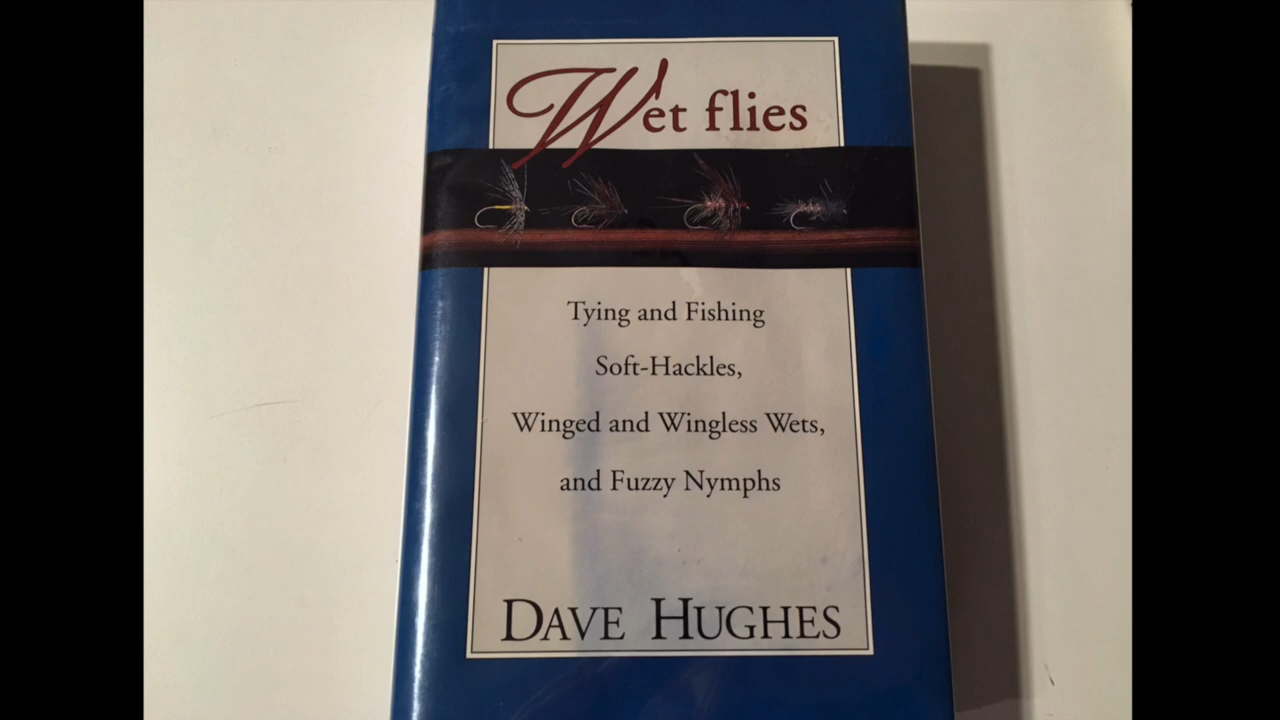 Wet flies
Tying and Fishing
Soft-Hackles,
Winged and Wingless Wets,
and Fuzzy Nymphs
DAVE HUGHES